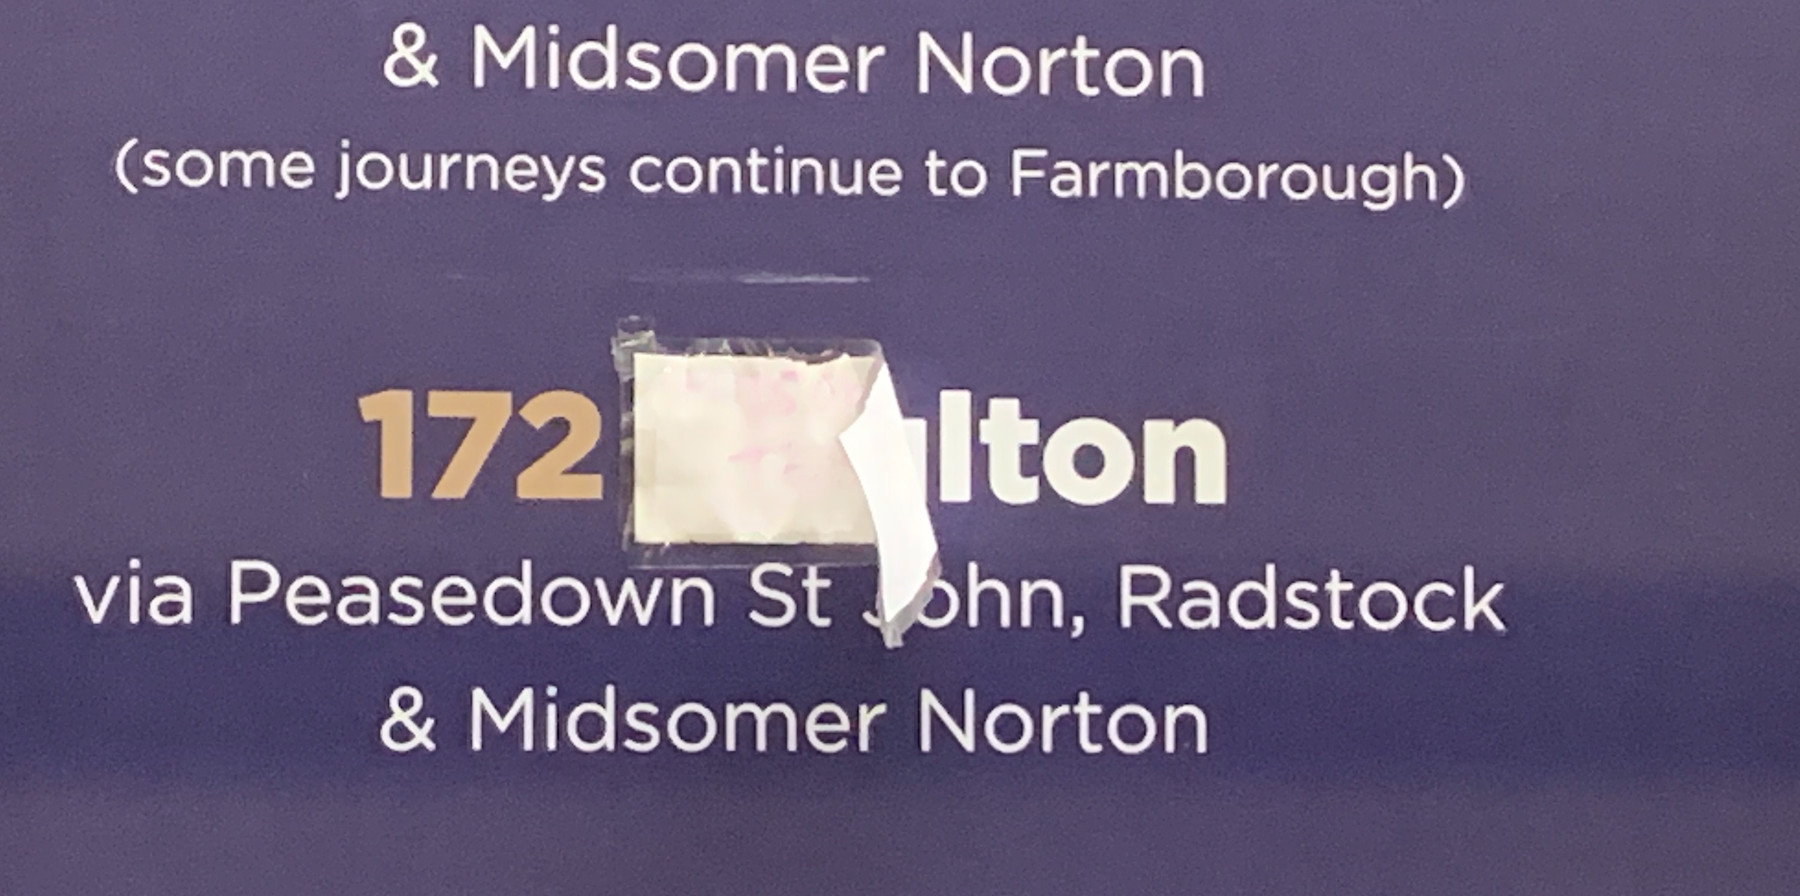 & Midsomer Norton
(some journeys continue to Farmborough)
172
via Peasedown St John, Radstock
& Midsomer Norton